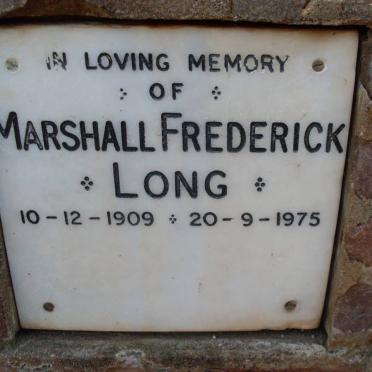 IN LOVING MEMORY
OF
MARSHALL FREDERICK
LONG
10-12-1909 20-9-1975